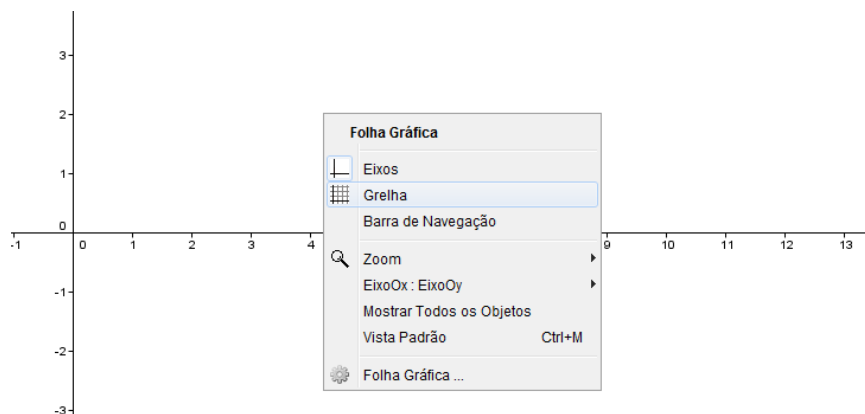 3
2
Folha Gráfica
1
Eixos
Grelha
0
Barra de Navegação
-1 0 1 2 3 4 9 10 11 12 13
Zoom
EixoOx : EixoOy
-1
Mostrar Todos os Objetos
Vista Padrão Ctrl+M
-2
Folha Gráfica ...
-3